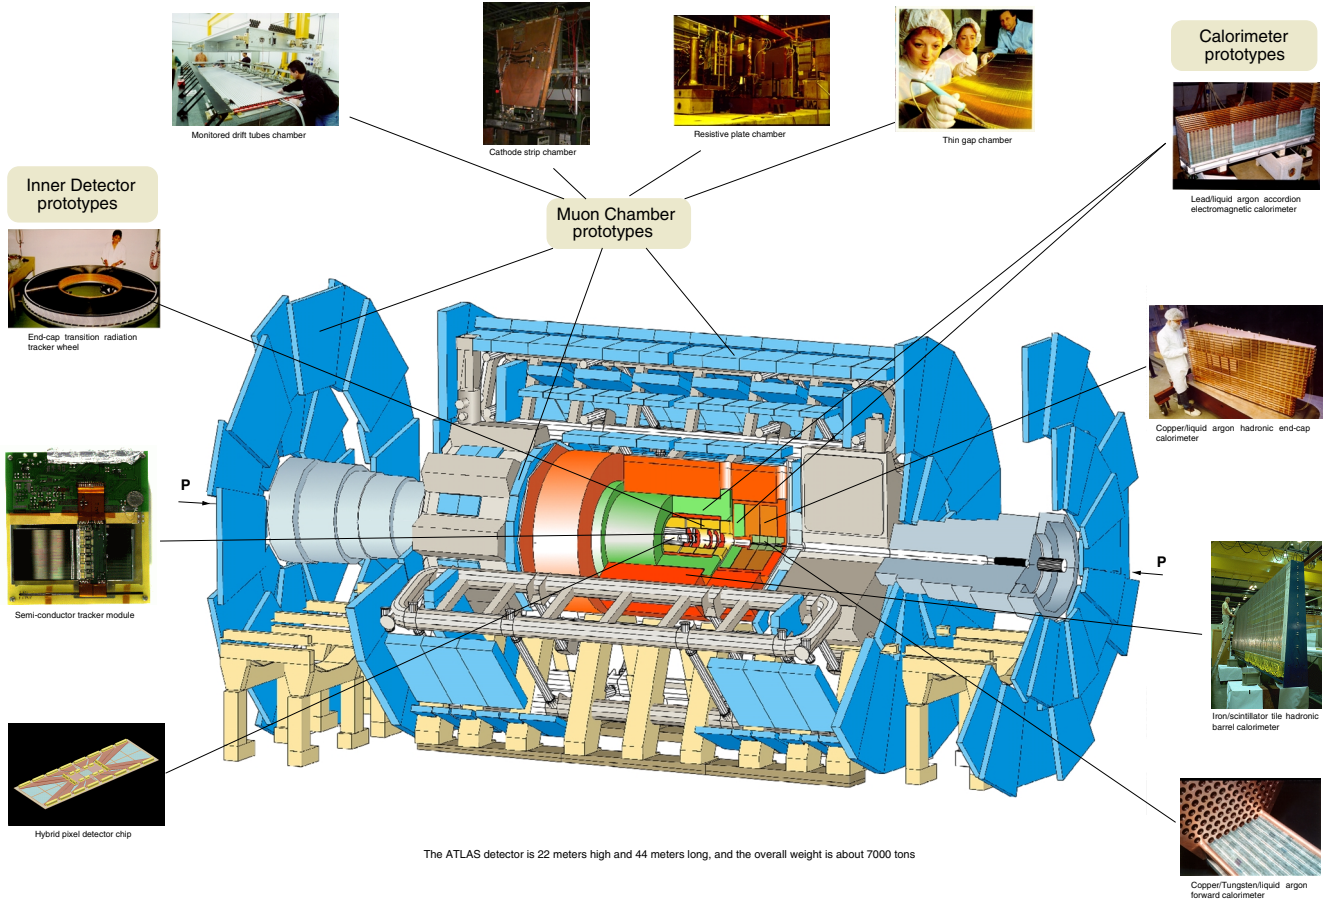 Monitored drift tubes chamber
Cathode strip chamber
Resistive plate chamber
Thin gap chamber
Calorimeter
prototypes
Lead/liquid argon accordion
electromagnetic calorimeter
Inner Detector
prototypes
Muon Chamber
prototypes
End-cap transition radiation
tracker wheel
Copper/liquid argon hadronic end-cap
calorimeter
P
P
Semi-conductor tracker module
Iron/scintillator tile hadronic
barrel calorimeter
Hybrid pixel detector chip
The ATLAS detector is 22 meters high and 44 meters long, and the overall weight is about 7000 tons
Copper/Tungsten/liquid argon
forward calorimeter